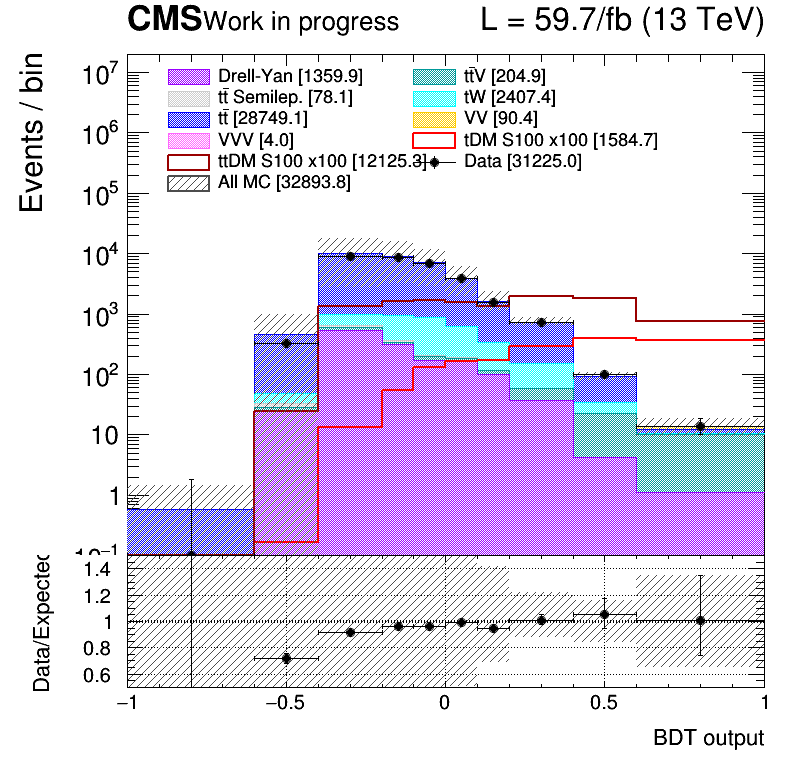 CMS Work in progress L = 59.7/fb (13 TeV)
Events / bin
10⁷
10⁶
10⁵
10⁴
10³
10²
10
1
10⁻¹
Drell-Yan [1359.9] tt̄V [204.9]
tt̄ Semilep. [78.1] tW [2407.4]
tt̄ [28749.1] VV [90.4]
VVV [4.0] tDM S100 x100 [1584.7]
ttDM S100 x100 [12125.3] Data [31225.0]
All MC [32893.8]
Data/Expected
1.4
1.2
1
0.8
0.6
−1 −0.5 0 0.5 1
BDT output